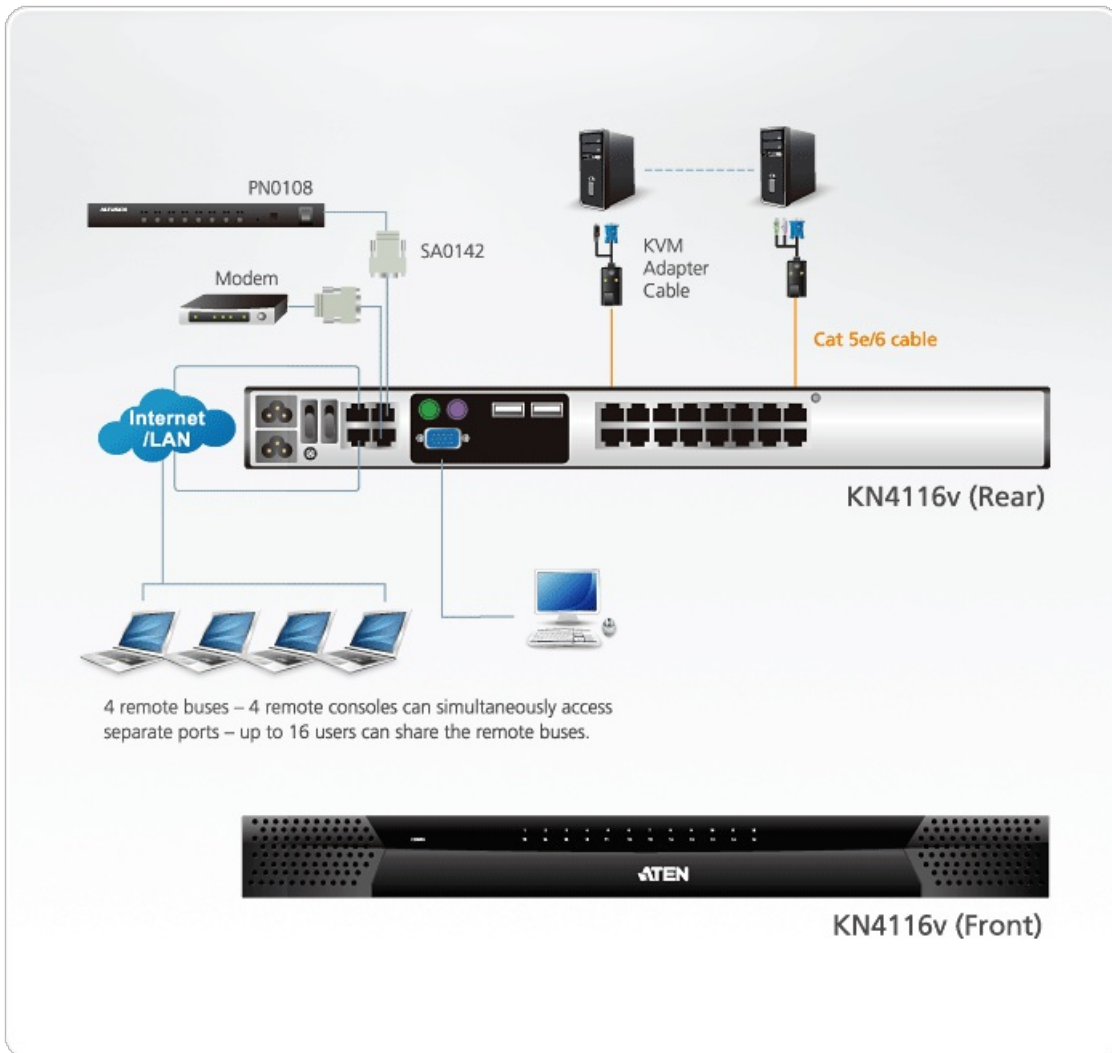 PN0108
SA0142
Modem
KVM
Adapter
Cable
Cat 5e/6 cable
Internet
/LAN
KN4116v (Rear)
4 remote buses – 4 remote consoles can simultaneously access
separate ports – up to 16 users can share the remote buses.
ATEN
KN4116v (Front)